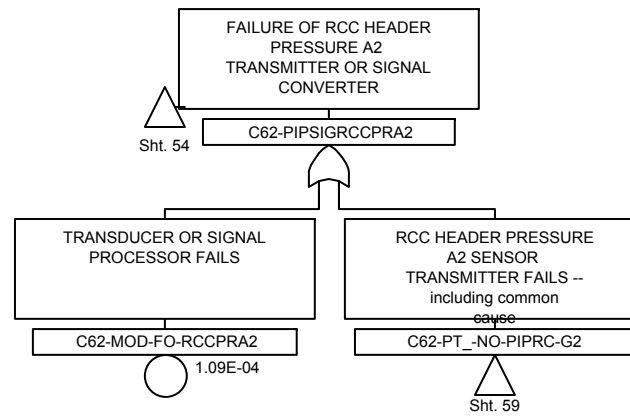 FAILURE OF RCC HEADER
PRESSURE A2
TRANSMITTER OR SIGNAL
CONVERTER
C62-PIPSIGRCCPRA2
Sht. 54
TRANSDUCER OR SIGNAL
PROCESSOR FAILS
C62-MOD-FO-RCCPRA2
1.09E-04
RCC HEADER PRESSURE
A2 SENSOR
TRANSMITTER FAILS --
including common
cause
C62-PT_-NO-PIPRC-G2
Sht. 59